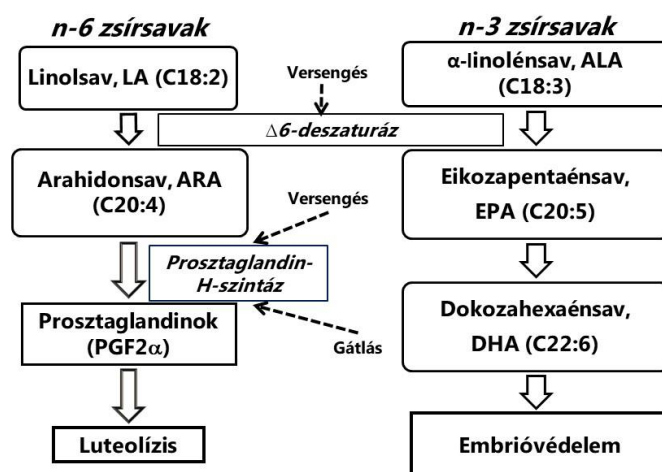 n-6 zsírsavak
n-3 zsírsavak
Linolsav, LA (C18:2)
Versengés
α-linolénsav, ALA
(C18:3)
Δ6-deszaturáz
Arahidonsav, ARA
(C20:4)
Versengés
Eikozapentaénsav,
EPA (C20:5)
Prosztaglandin-
H-szintáz
Prosztaglandinok
(PGF2α)
Gátlás
Dokozahexaénsav,
DHA (C22:6)
Luteolízis
Embrióvédelem